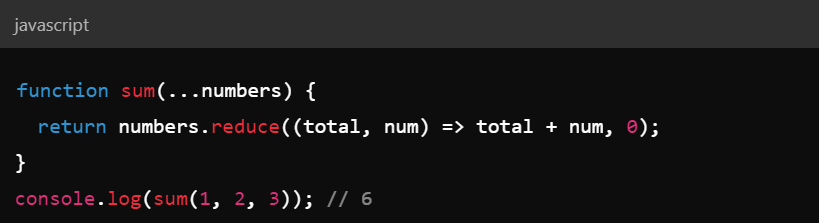 javascript
function sum(...numbers) {
  return numbers.reduce((total, num) => total + num, 0);
}
console.log(sum(1, 2, 3)); // 6